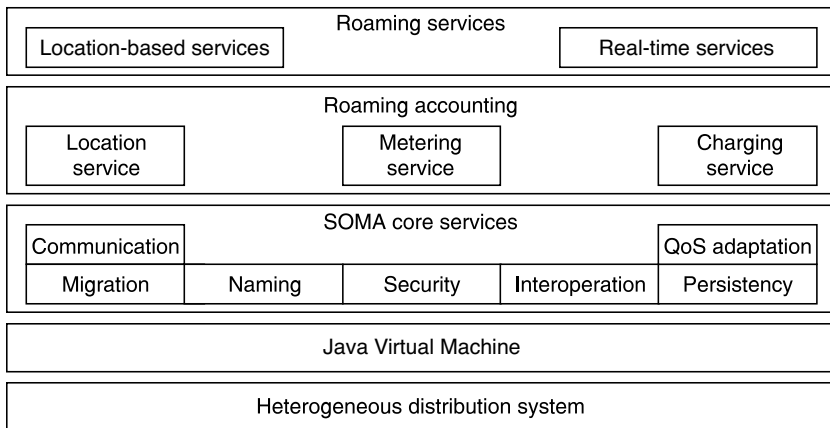 Roaming services
Location-based services
Real-time services
Roaming accounting
Location
service
Metering
service
Charging
service
SOMA core services
Communication
QoS adaptation
Migration
Naming
Security
Interoperation
Persistency
Java Virtual Machine
Heterogeneous distribution system